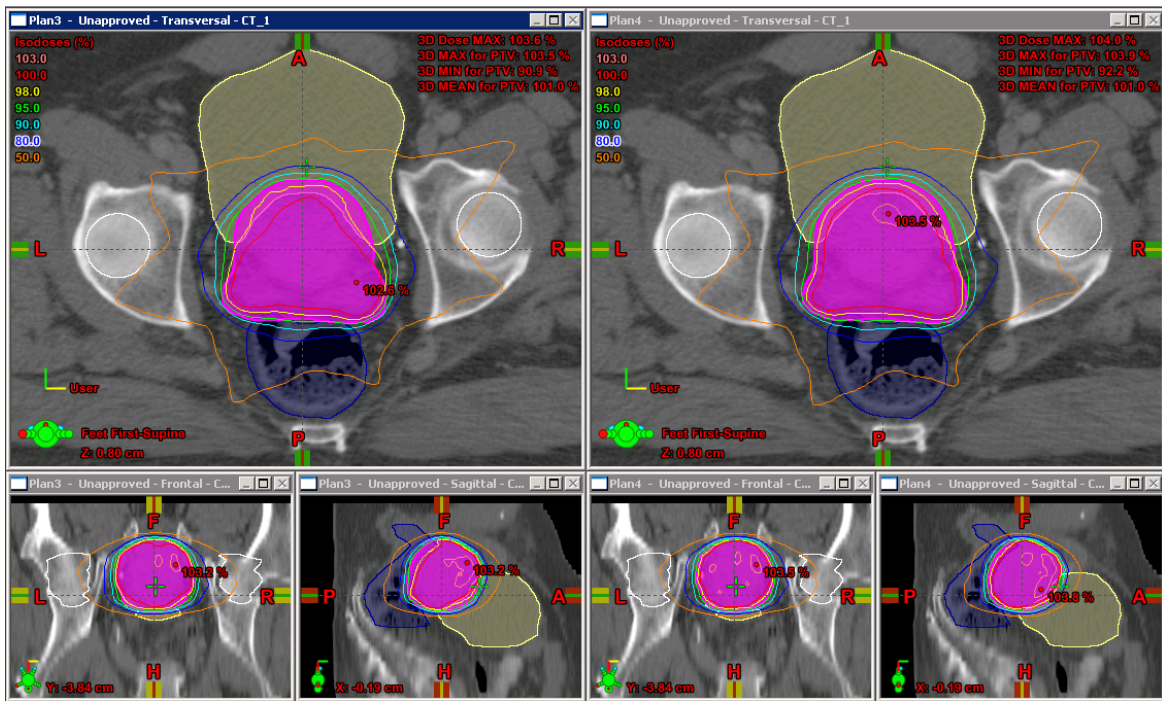 Plan3 - Unapproved - Transversal - CT_1
Isodoses (%)
103.0
100.0
98.0
95.0
90.0
80.0
50.0
3D Dose MAX: 103.6 %
3D MAX for PTV: 103.5 %
3D MIN for PTV: 90.9 %
3D MEAN for PTV: 101.0 %
A
L
R
102.6 %
User
Feet First-Supine
Z: 0.80 cm
P
Plan4 - Unapproved - Transversal - CT_1
Isodoses (%)
103.0
100.0
98.0
95.0
90.0
80.0
50.0
3D Dose MAX: 104.0 %
3D MAX for PTV: 103.9 %
3D MIN for PTV: 92.2 %
3D MEAN for PTV: 101.0 %
A
103.5 %
L
R
User
Feet First-Supine
Z: 0.80 cm
P
Plan3 - Unapproved - Frontal - C...
F
103.2 %
L
R
H
Y: -3.84 cm
Plan3 - Unapproved - Sagittal - C...
F
103.2 %
P
A
H
X: -0.19 cm
Plan4 - Unapproved - Frontal - C...
F
103.5 %
L
R
H
Y: -3.84 cm
Plan4 - Unapproved - Sagittal - C...
F
P
A
103.8 %
H
X: -0.19 cm